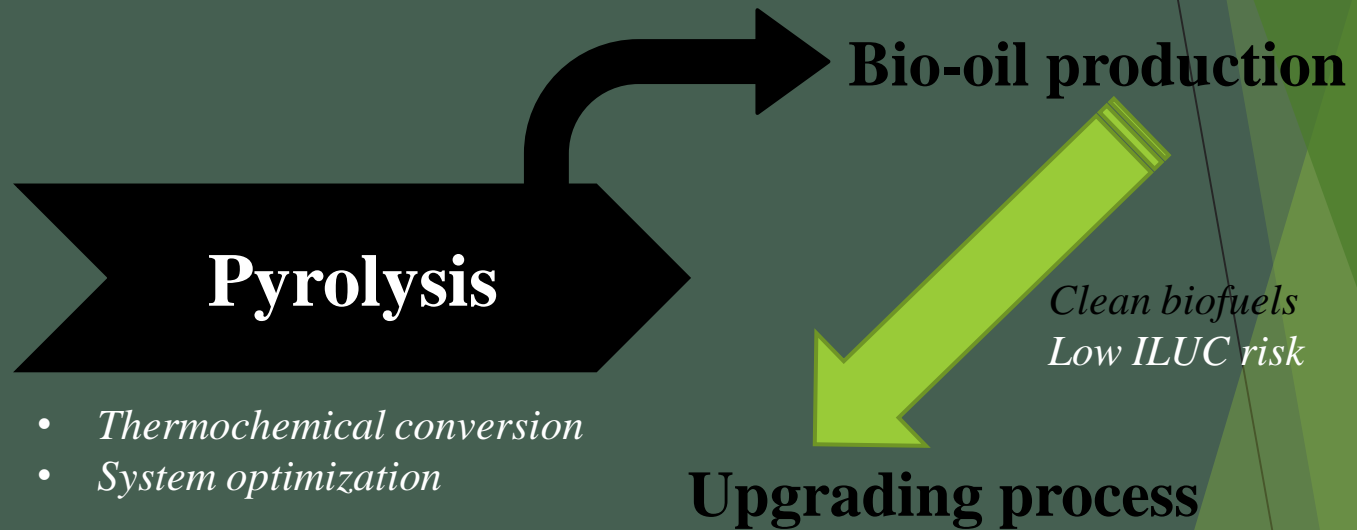 Bio-oil production
Pyrolysis
Clean biofuels
Low ILUC risk
• Thermochemical conversion
• System optimization
Upgrading process